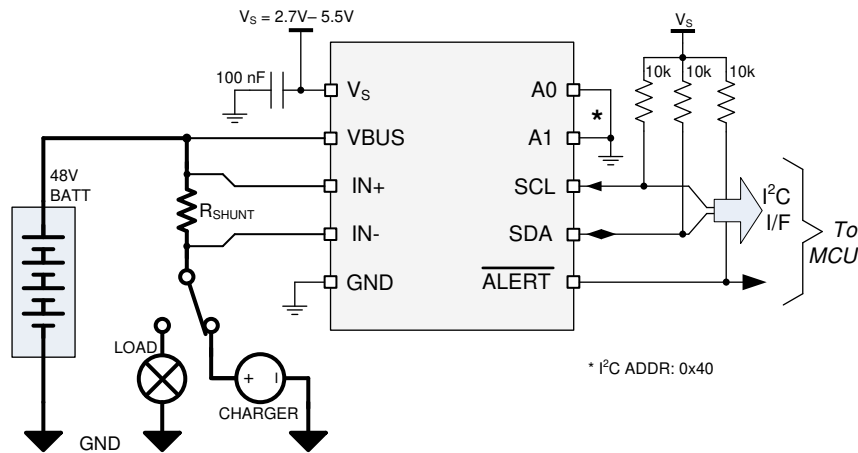 V_S = 2.7V– 5.5V
V_S
100 nF
10k
10k
10k
V_S
A0
*
VBUS
A1
48V
BATT
IN+
SCL
I²C
I/F
R_SHUNT
IN-
SDA
To
MCU
GND
ALERT
LOAD
+
I
* I²C ADDR: 0x40
CHARGER
GND